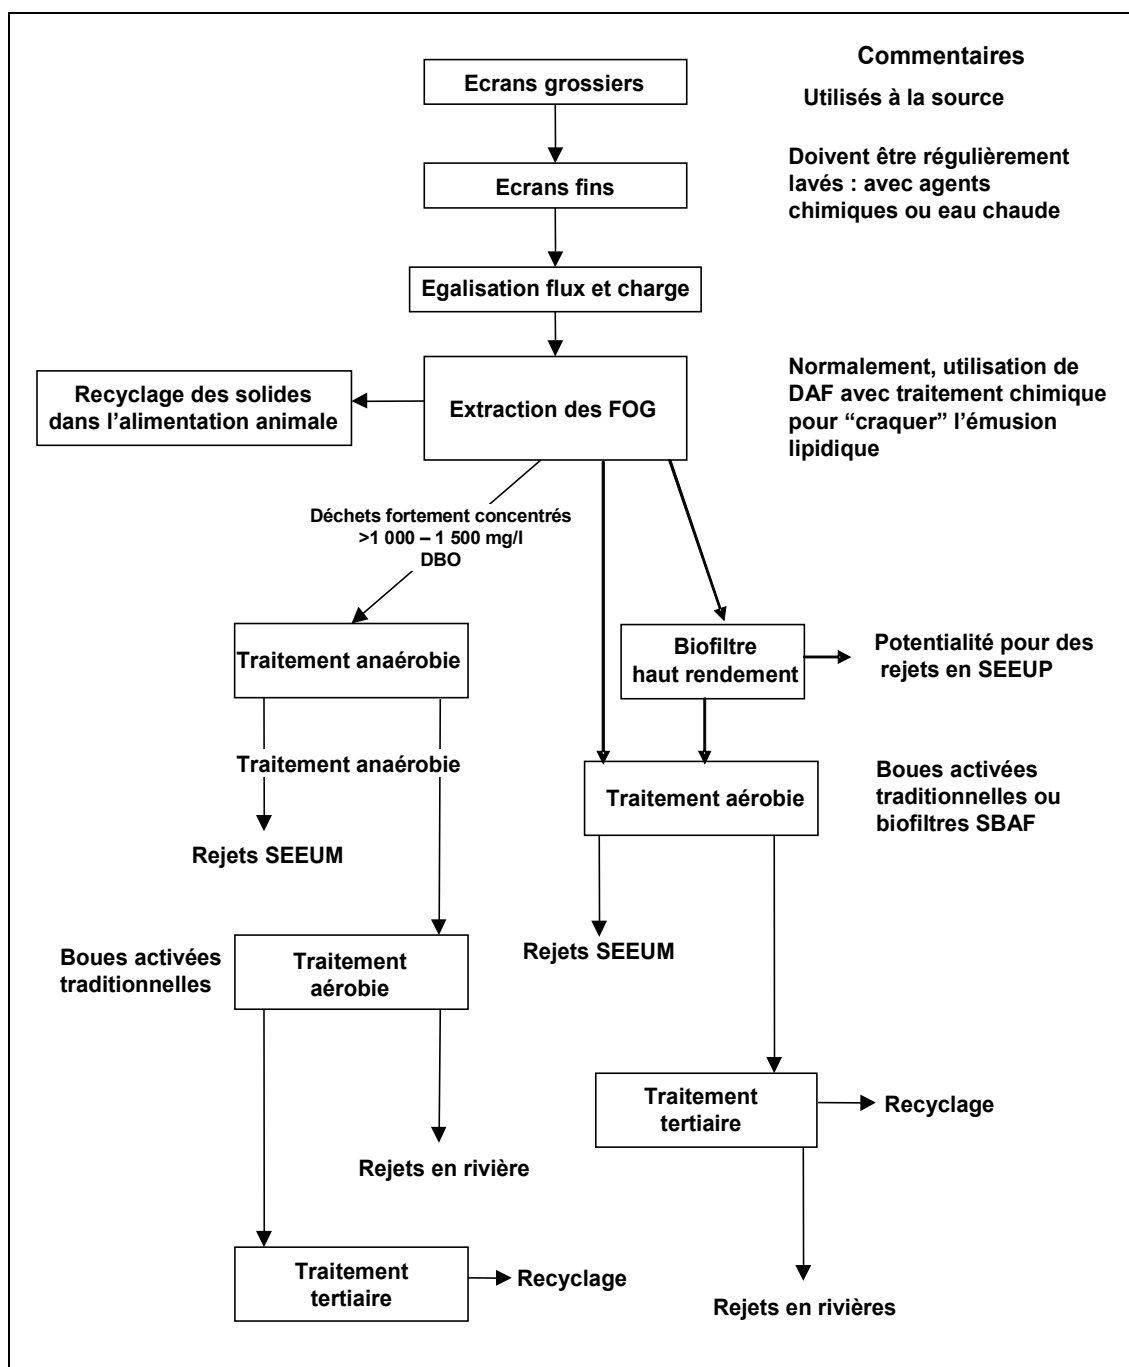 Commentaires
Ecrans grossiers
Utilisés à la source
Doivent être régulièrement
lavés : avec agents
chimiques ou eau chaude
Ecrans fins
Egalisation flux et charge
Recyclage des solides
dans l'alimentation animale
Extraction des FOG
Normalement, utilisation de
DAF avec traitement chimique
pour “craquer” l'émusion
lipidique
Déchets fortement concentrés
>1 000 – 1 500 mg/l
DBO
Traitement anaérobie
Biofiltre
haut rendement
Potentialité pour des
rejets en SEEUP
Traitement anaérobie
Traitement aérobie
Boues activées
traditionnelles ou
biofiltres SBAF
Rejets SEEUM
Rejets SEEUM
Boues activées
traditionnelles
Traitement
aérobie
Traitement
tertiaire
Recyclage
Rejets en rivière
Traitement
tertiaire
Recyclage
Rejets en rivières